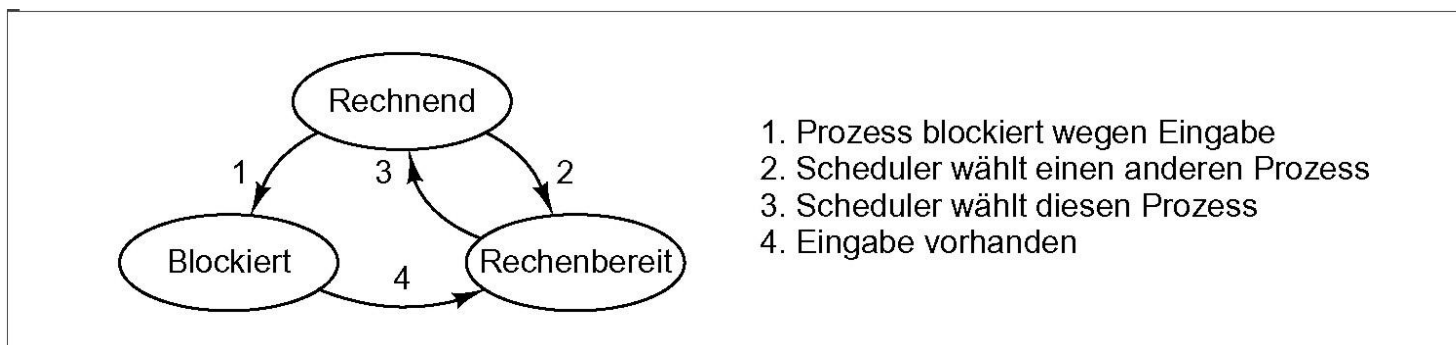 Rechnend
1
3
2
Blockiert
4
Rechenbereit
1. Prozess blockiert wegen Eingabe
2. Scheduler wählt einen anderen Prozess
3. Scheduler wählt diesen Prozess
4. Eingabe vorhanden